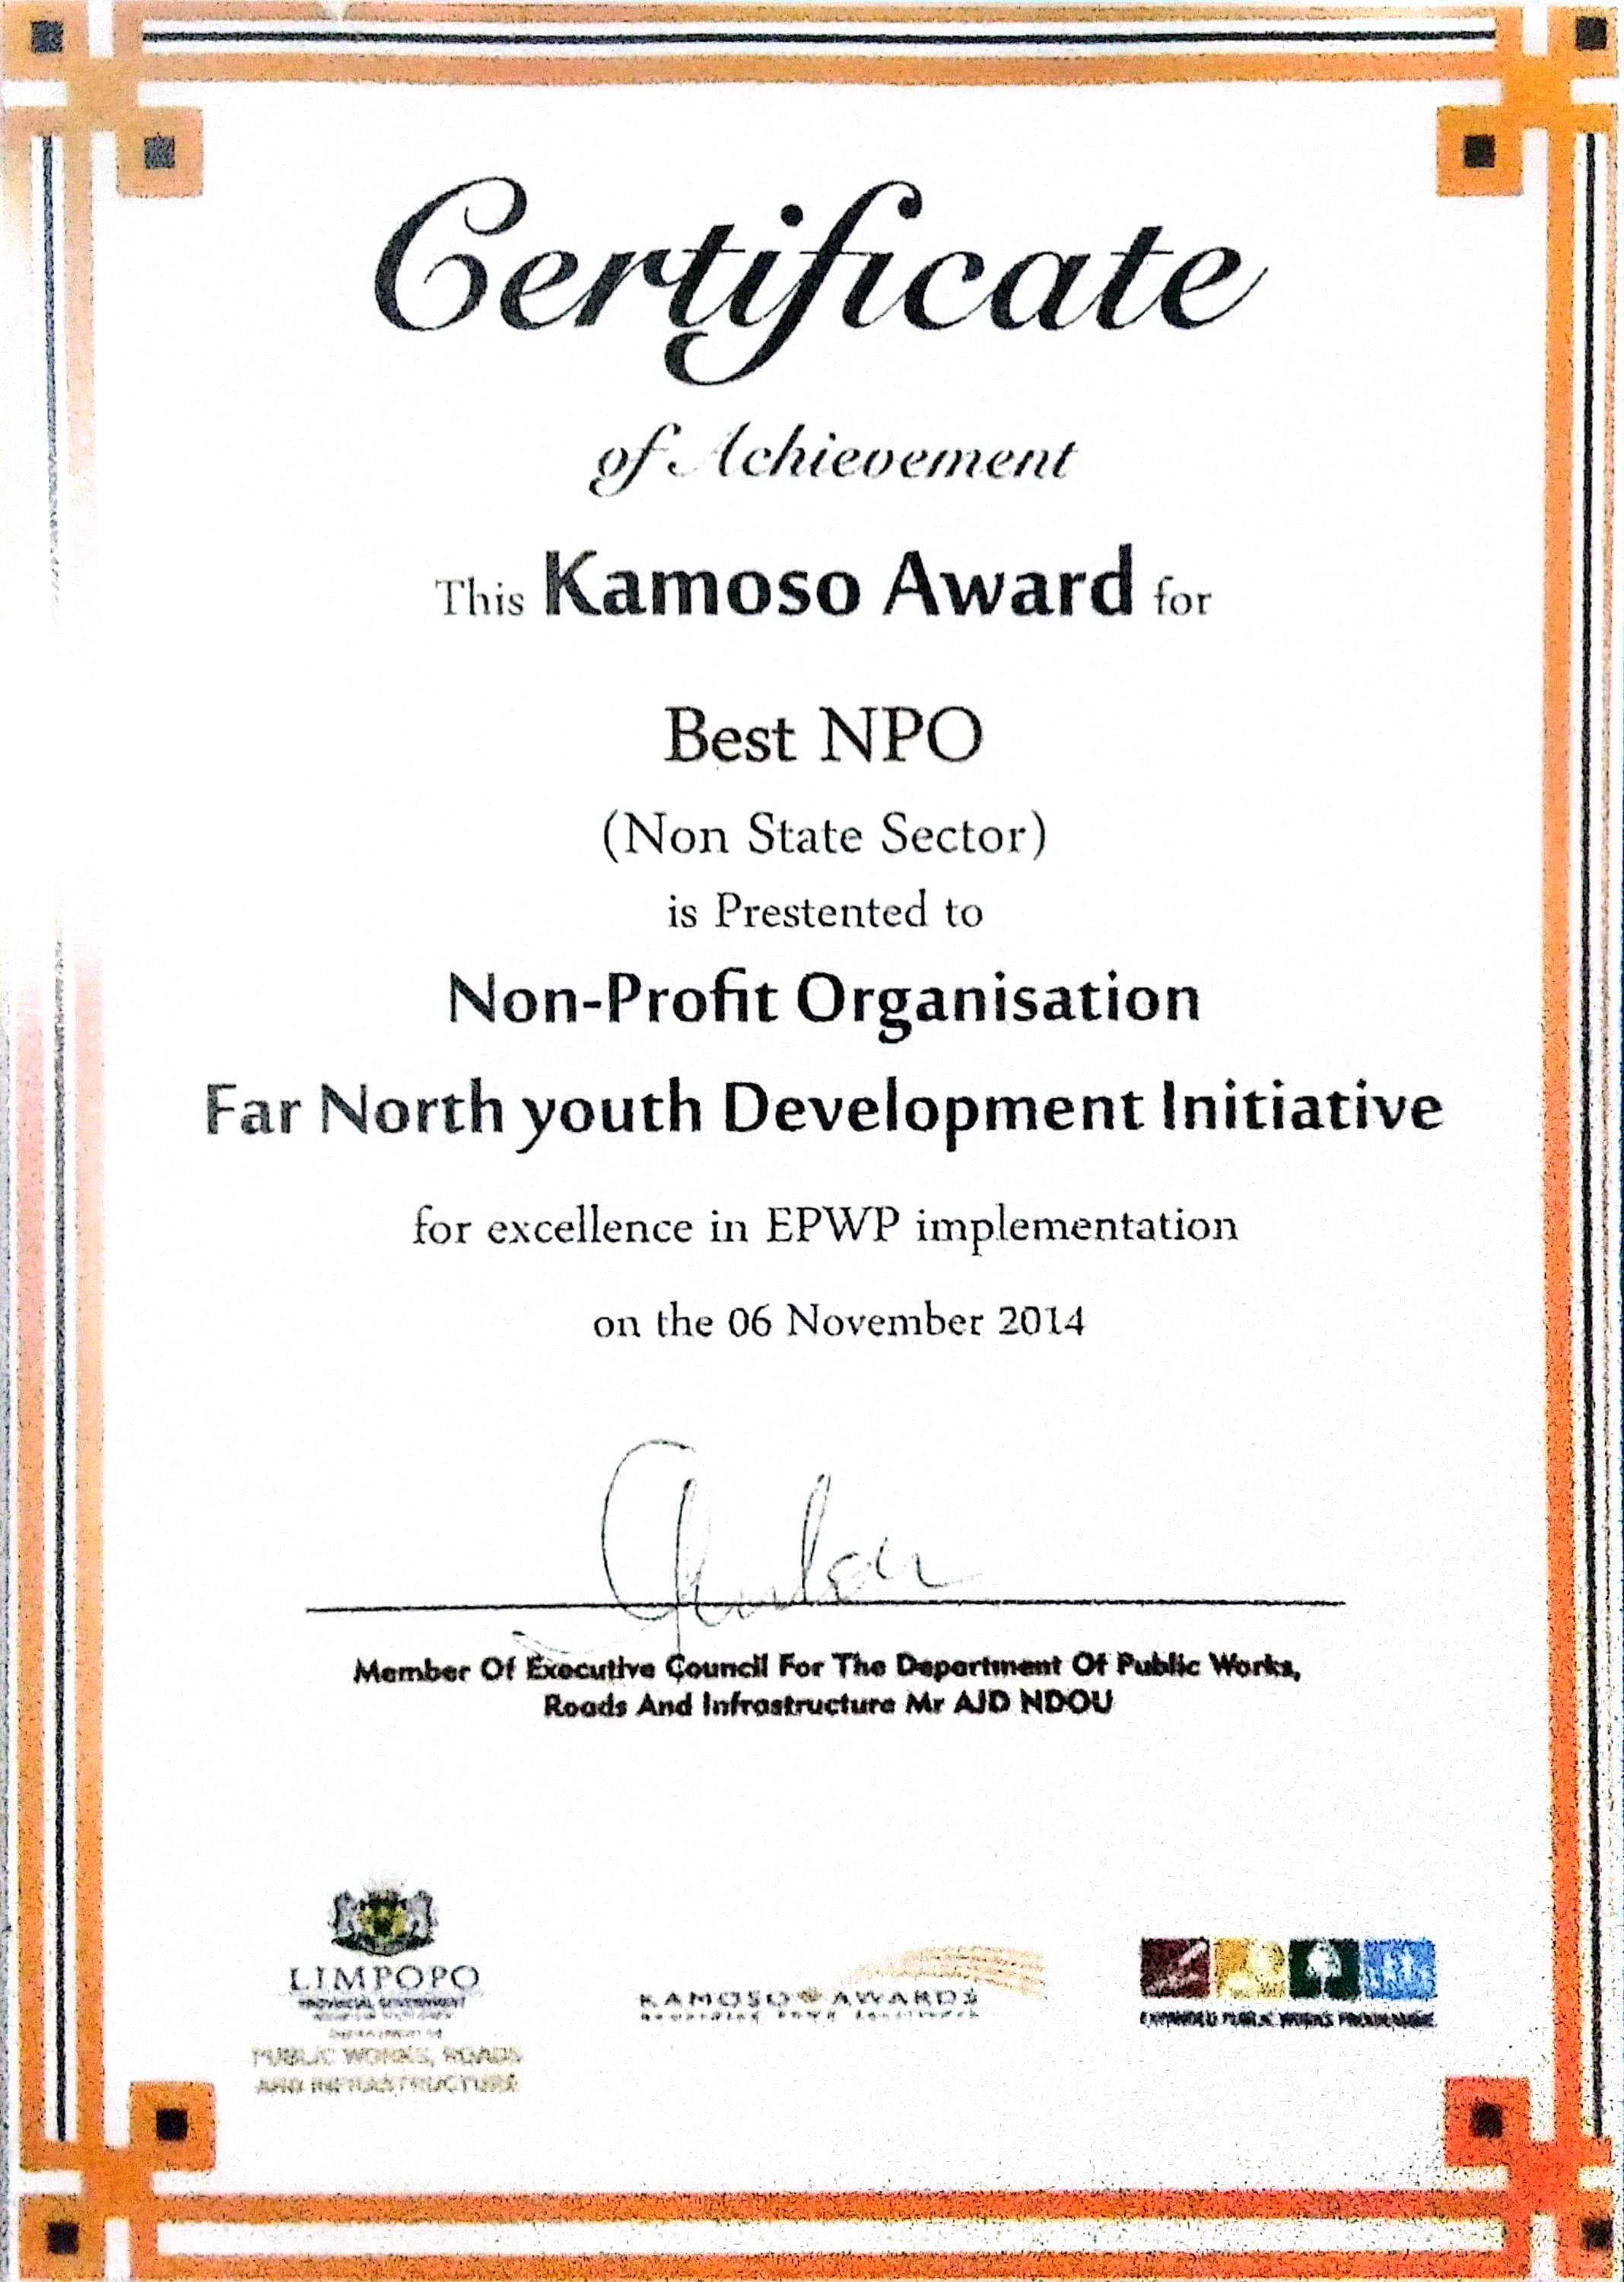 Certificate
of Achievement
This Kamoso Award for
Best NPO
(Non State Sector)
is Prestented to
Non-Profit Organisation
Far North youth Development Initiative
for excellence in EPWP implementation
on the 06 November 2014
Member Of Executive Council For The Department Of Public Works,
Roads And Infrastructure Mr AJD NDOU
LIMPOPO
PROVINCIAL GOVERNMENT
DEPARTMENT OF
PUBLIC WORKS, ROADS
AND INFRASTRUCTURE
KAMOSO AWARDS
EXPANDED PUBLIC WORKS PROGRAMME